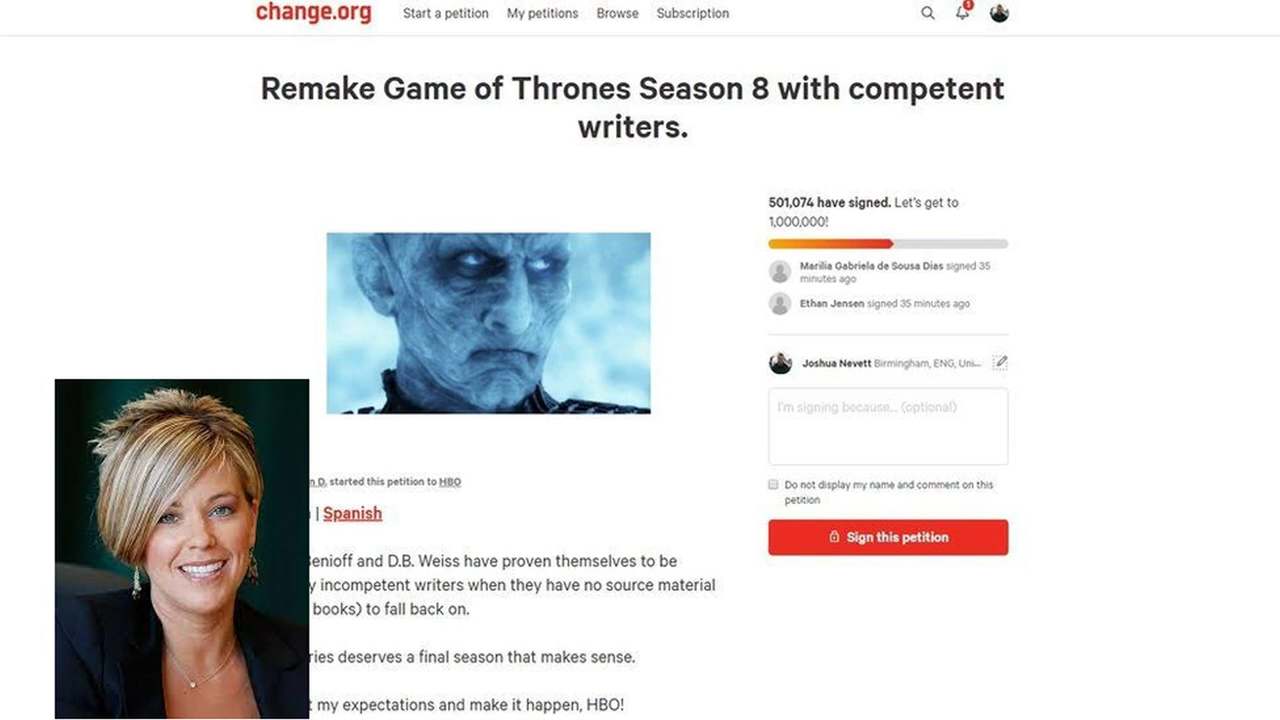 change.org
Start a petition
My petitions
Browse
Subscription
1
Remake Game of Thrones Season 8 with competent
writers.
501,074 have signed. Let's get to
1,000,000!
Marilia Gabriela de Sousa Dias signed 35
minutes ago
Ethan Jensen signed 35 minutes ago
Joshua Nevett Birmingham, ENG, Uni...
I'm signing because... (optional)
Do not display my name and comment on this
petition
Sign this petition
n D. started this petition to HBO
| Spanish
Benioff and D.B. Weiss have proven themselves to be
y incompetent writers when they have no source material
books) to fall back on.
ries deserves a final season that makes sense.
t my expectations and make it happen, HBO!